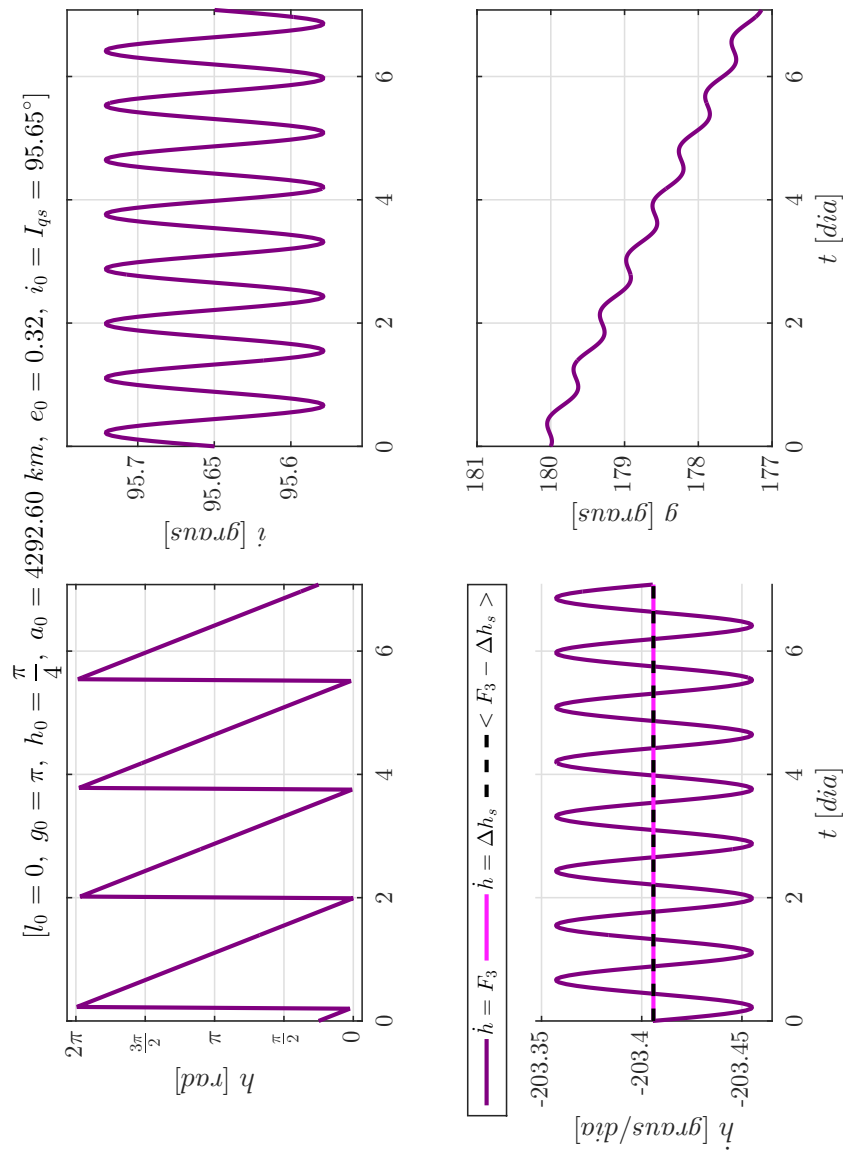 [l₀ = 0, g₀ = π, h₀ = π/4, a₀ = 4292.60 km, e₀ = 0.32, i₀ = I_qs = 95.65°]
h [rad]
2π
3π/2
π
π/2
0
0 2 4 6
i [graus]
95.7
95.65
95.6
0 2 4 6
ḣ = F₃ ḣ = Δh_s < F₃ − Δh_s >
ḣ [graus/dia]
-203.35
-203.4
-203.45
0 2 4 6
t [dia]
g [graus]
181
180
179
178
177
0 2 4 6
t [dia]